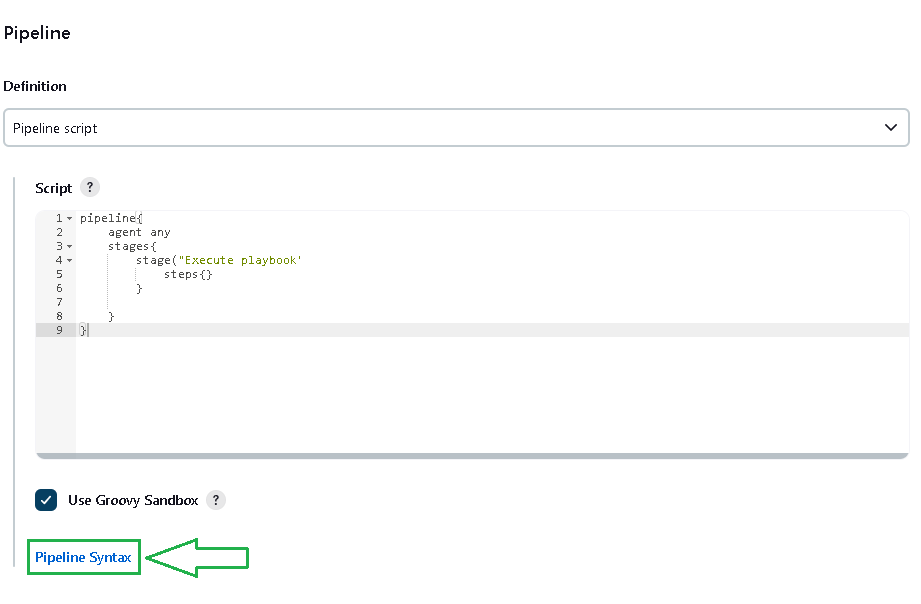 Pipeline
Definition
Pipeline script
Script ?
1 pipeline{
2 agent any
3 stages{
4 stage("Execute playbook'
5 steps{}
6 }
7
8 }
9 }
Use Groovy Sandbox ?
Pipeline Syntax